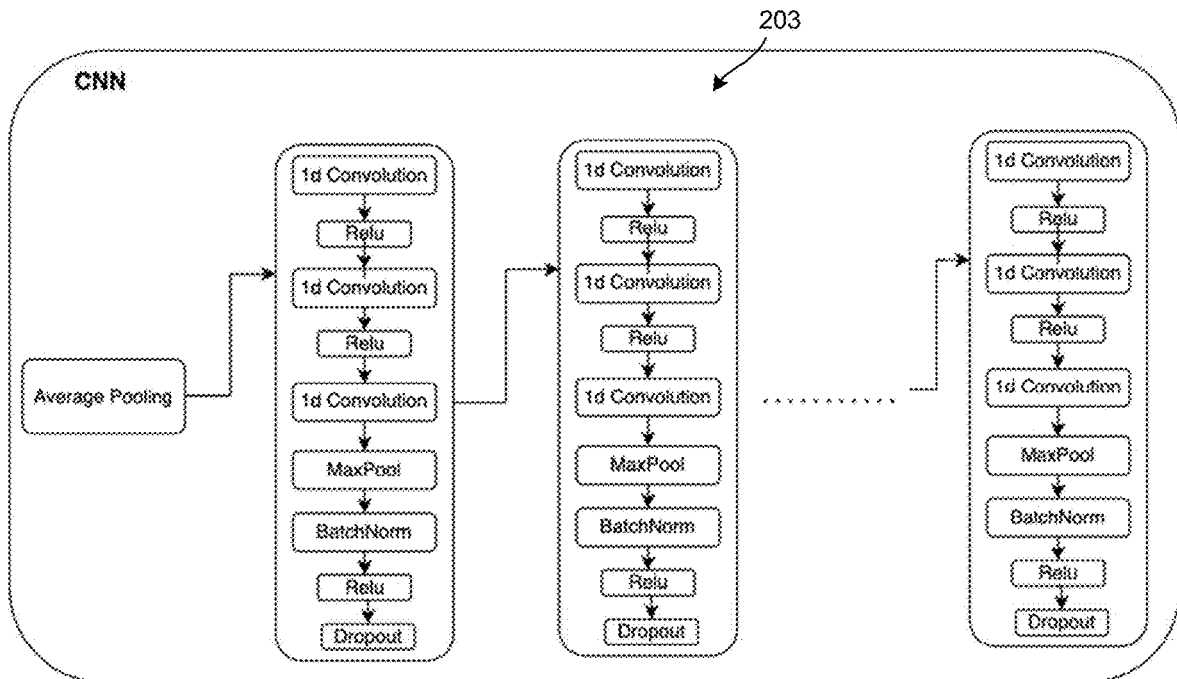 203
CNN
Average Pooling
1d Convolution
Relu
1d Convolution
Relu
1d Convolution
MaxPool
BatchNorm
Relu
Dropout
1d Convolution
Relu
1d Convolution
Relu
1d Convolution
MaxPool
BatchNorm
Relu
Dropout
1d Convolution
Relu
1d Convolution
Relu
1d Convolution
MaxPool
BatchNorm
Relu
Dropout